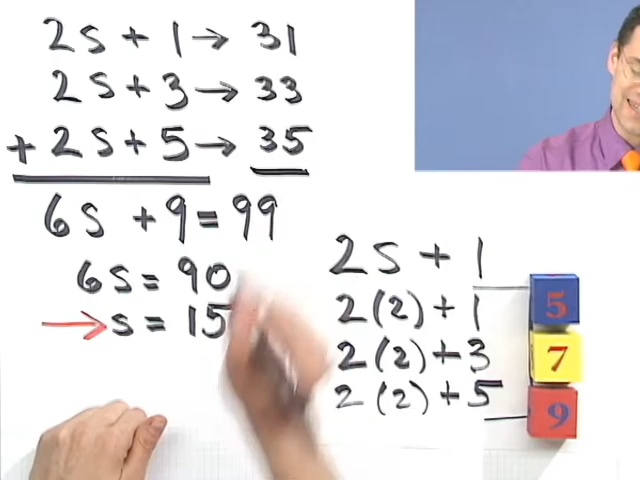 2s + 1 → 31
2s + 3 → 33
+ 2s + 5 → 35
6s + 9 = 99
6s = 90
→ s = 15
2s + 1
2(2) + 1
2(2) + 3
2(2) + 5
5
7
9